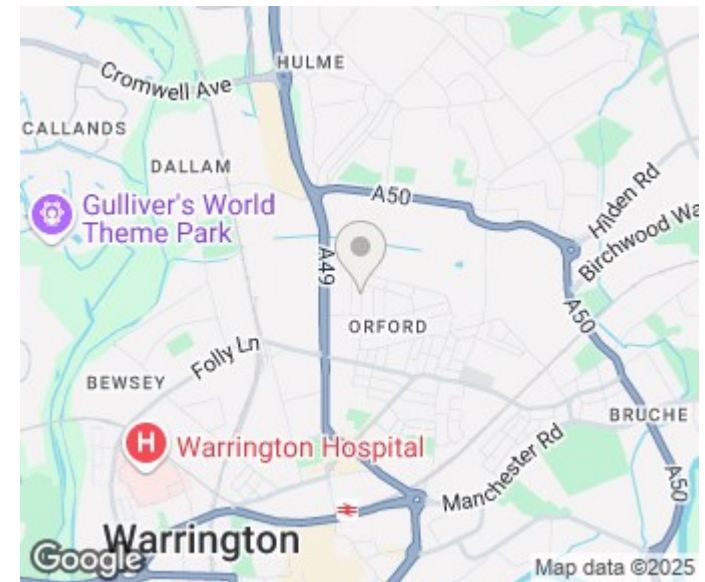 HULME
Cromwell Ave
CALLANDS
DALLAM
A50
Hilden Rd
Gulliver's World
Theme Park
Birchwood Wa
A49
ORFORD
A50
Folly Ln
BEWSEY
BRUCHE
H
Warrington Hospital
Manchester Rd
A50
Warrington
Google
Map data ©2025